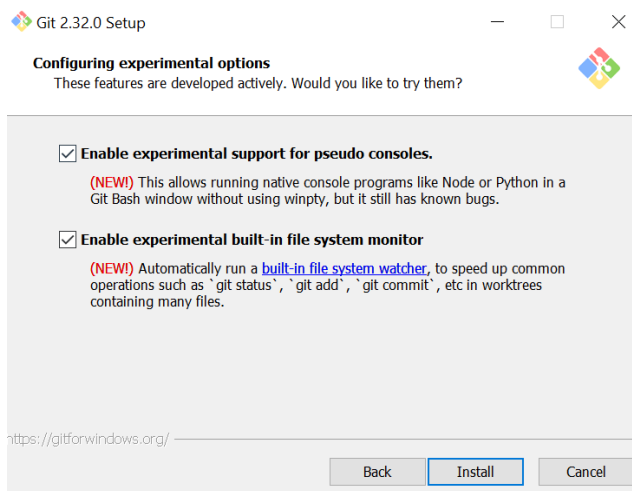 Git 2.32.0 Setup
Configuring experimental options
These features are developed actively. Would you like to try them?
Enable experimental support for pseudo consoles.
(NEW!) This allows running native console programs like Node or Python in a
Git Bash window without using winpty, but it still has known bugs.
Enable experimental built-in file system monitor
(NEW!) Automatically run a built-in file system watcher, to speed up common
operations such as `git status`, `git add`, `git commit`, etc in worktrees
containing many files.
https://gitforwindows.org/
Back Install Cancel